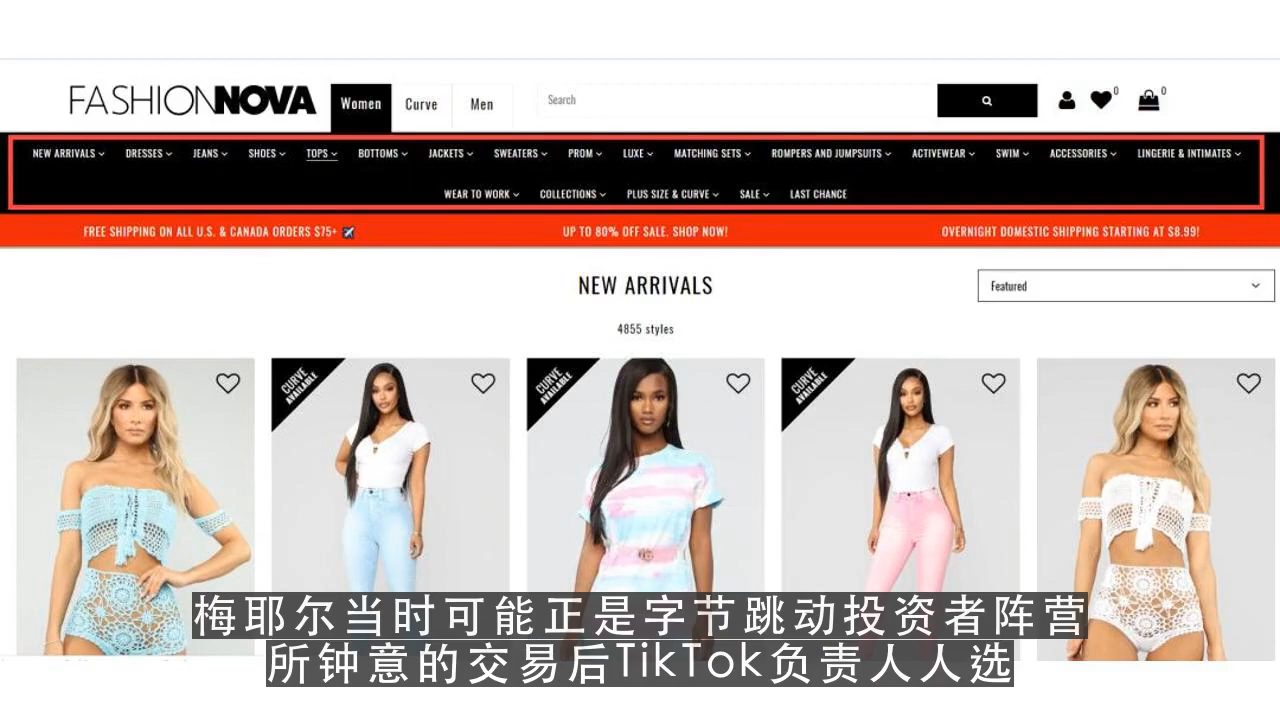 FASHIONNOVA
Women Curve Men
Search
0 0
NEW ARRIVALS DRESSES JEANS SHOES TOPS BOTTOMS JACKETS SWEATERS PROM LUXE MATCHING SETS ROMPERS AND JUMPSUITS ACTIVEWEAR SWIM ACCESSORIES LINGERIE & INTIMATES
WEAR TO WORK COLLECTIONS PLUS SIZE & CURVE SALE LAST CHANCE
FREE SHIPPING ON ALL U.S. & CANADA ORDERS $75+ UP TO 80% OFF SALE. SHOP NOW! OVERNIGHT DOMESTIC SHIPPING STARTING AT $8.99!
NEW ARRIVALS
Featured
4855 styles
CURVE AVAILABLE
CURVE AVAILABLE
CURVE AVAILABLE
梅耶尔当时可能正是字节跳动投资者阵营
所钟意的交易后TikTok负责人人选